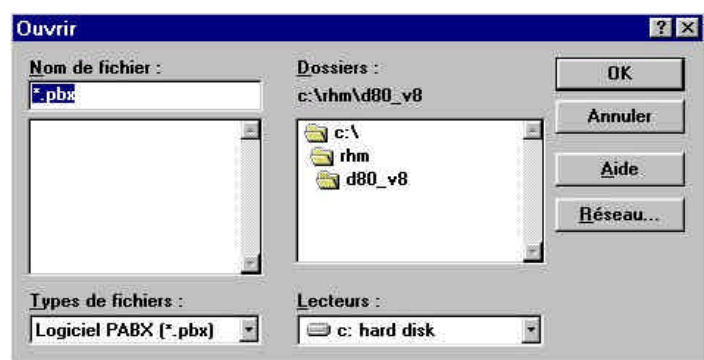 Ouvrir
Nom de fichier :
*.pbx
Dossiers :
c:\rhm\d80_v8
c:\
rhm
d80_v8
OK
Annuler
Aide
Réseau...
Types de fichiers :
Logiciel PABX (*.pbx)
Lecteurs :
c: hard disk